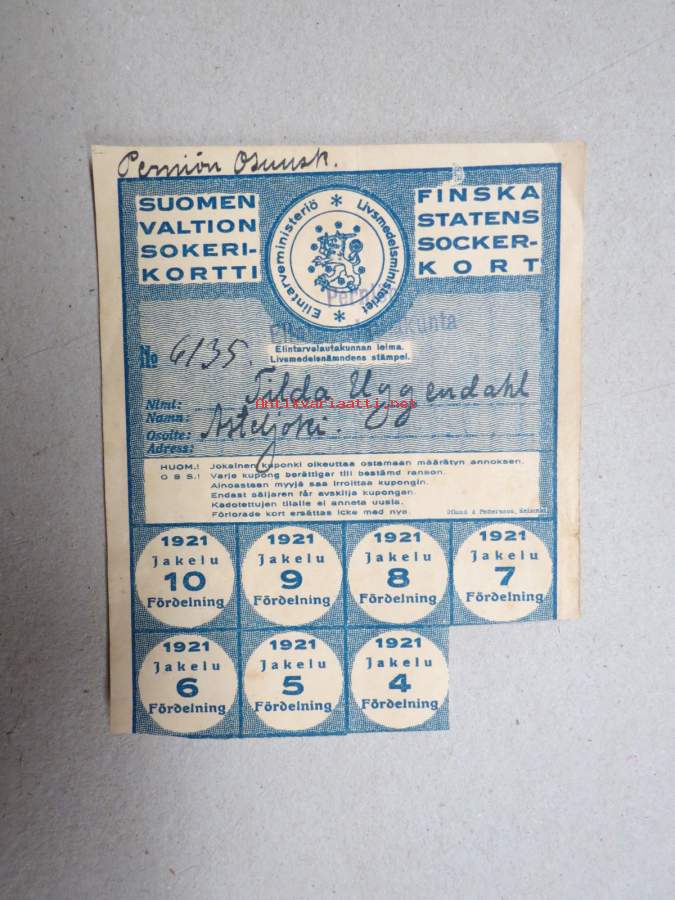 Perniön Osuusk.
SUOMEN
VALTION
SOKERI-
KORTTI
Elintarveministeriö * Livsmedelsministeriet *
FINSKA
STATENS
SOCKER-
KORT
Elintarvelautakunnan leima.
Livsmedelsnämndens stämpel.
No 6135.
Nimi:
Namn: Tilda Uggendahl
Osoite:
Adress: Asteljoki.
Antikvariaatti.net
HUOM.! Jokainen kuponki oikeuttaa ostamaan määrätyn annoksen.
OBS.! Varje kupong berättigar till bestämd ranson.
Ainoastaan myyjä saa irroittaa kupongin.
Endast säljaren får avskilja kupongen.
Kadotettujen tilalle ei anneta uusia.
Förlorade kort ersättas icke med nya.
1921 Jakelu 10 Fördelning
1921 Jakelu 9 Fördelning
1921 Jakelu 8 Fördelning
1921 Jakelu 7 Fördelning
1921 Jakelu 6 Fördelning
1921 Jakelu 5 Fördelning
1921 Jakelu 4 Fördelning